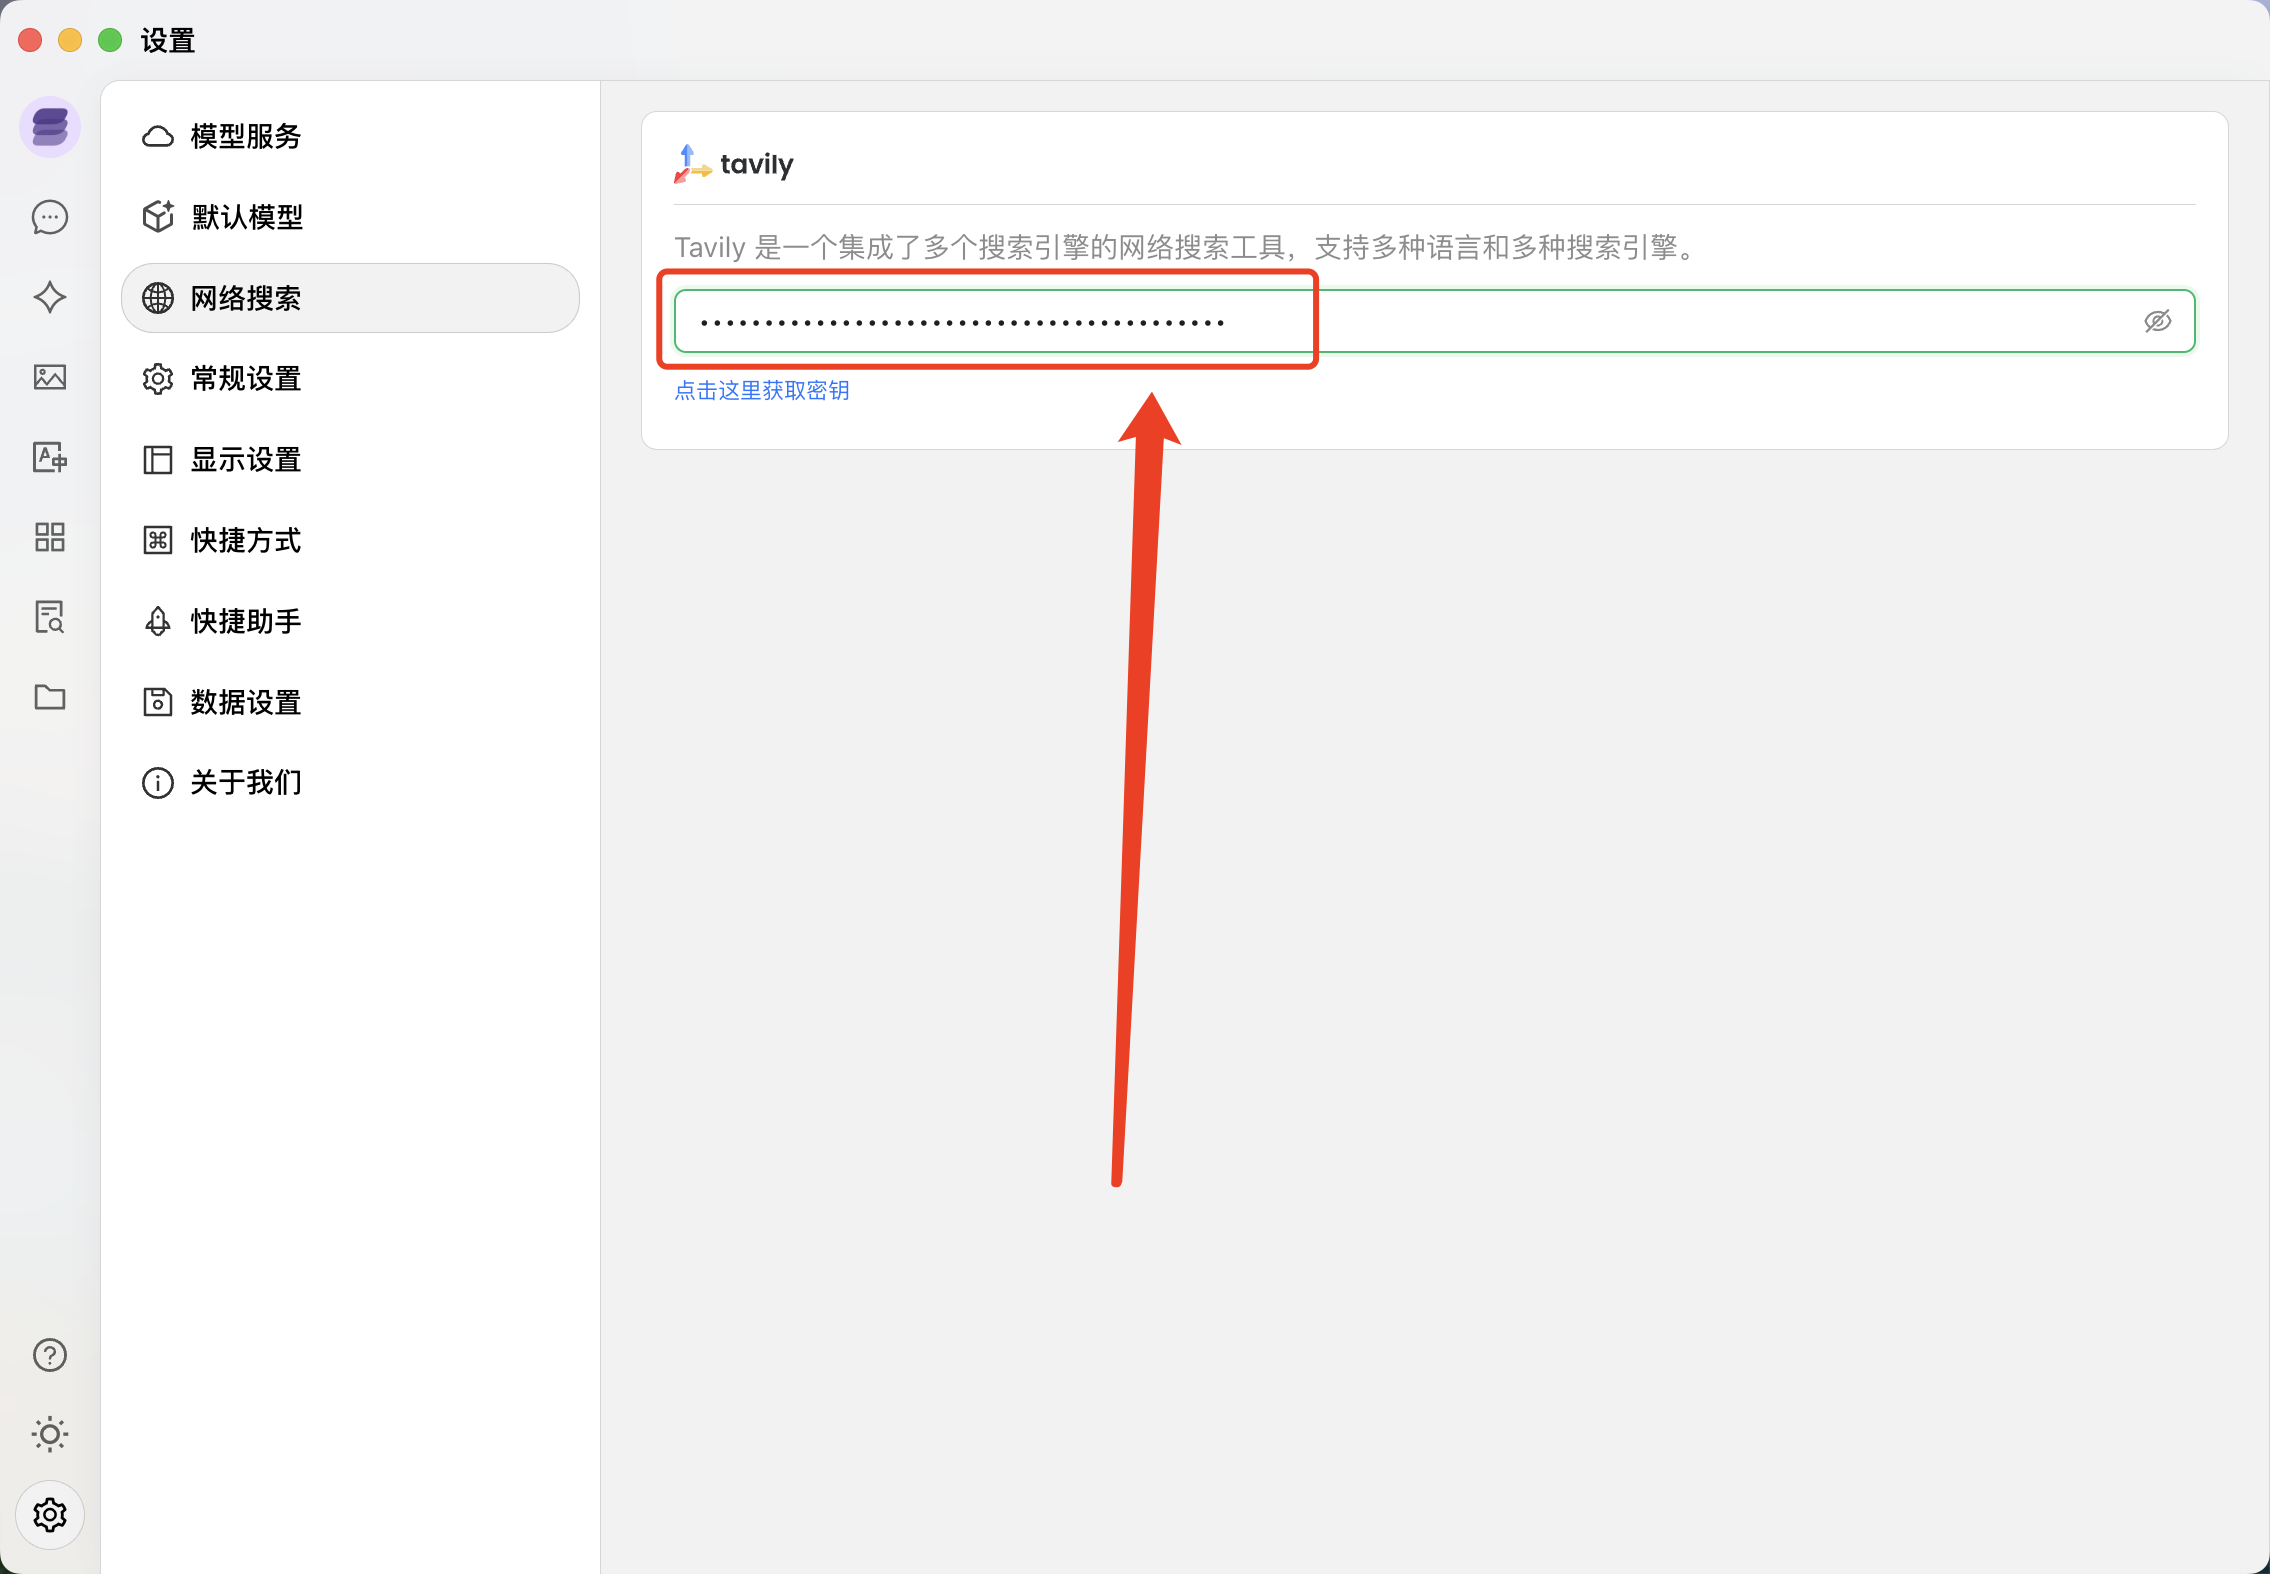 设置
模型服务
默认模型
网络搜索
常规设置
显示设置
快捷方式
快捷助手
数据设置
关于我们
tavily
Tavily 是一个集成了多个搜索引擎的网络搜索工具，支持多种语言和多种搜索引擎。
•••••••••••••••••••••••••••••••••••••••••
点击这里获取密钥